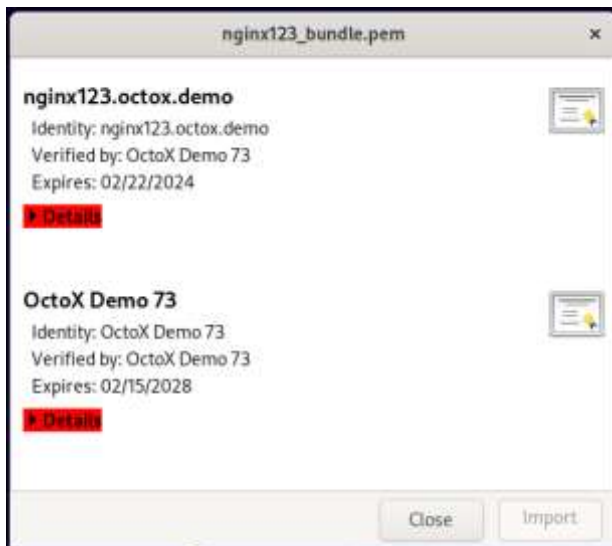 nginx123_bundle.pem ×
nginx123.octox.demo
Identity: nginx123.octox.demo
Verified by: OctoX Demo 73
Expires: 02/22/2024
Details
OctoX Demo 73
Identity: OctoX Demo 73
Verified by: OctoX Demo 73
Expires: 02/15/2028
Details
Close Import